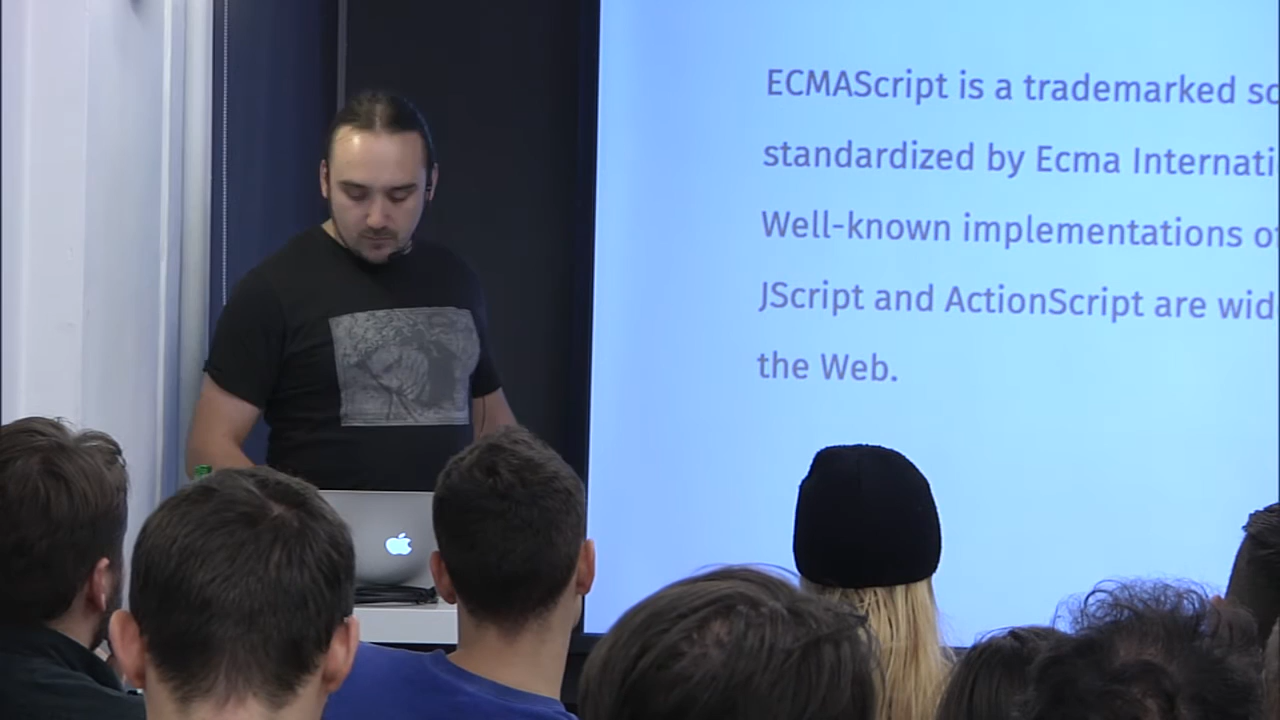 ECMAScript is a trademarked
standardized by Ecma
Well-known implementations
JScript and ActionScript are
the Web.